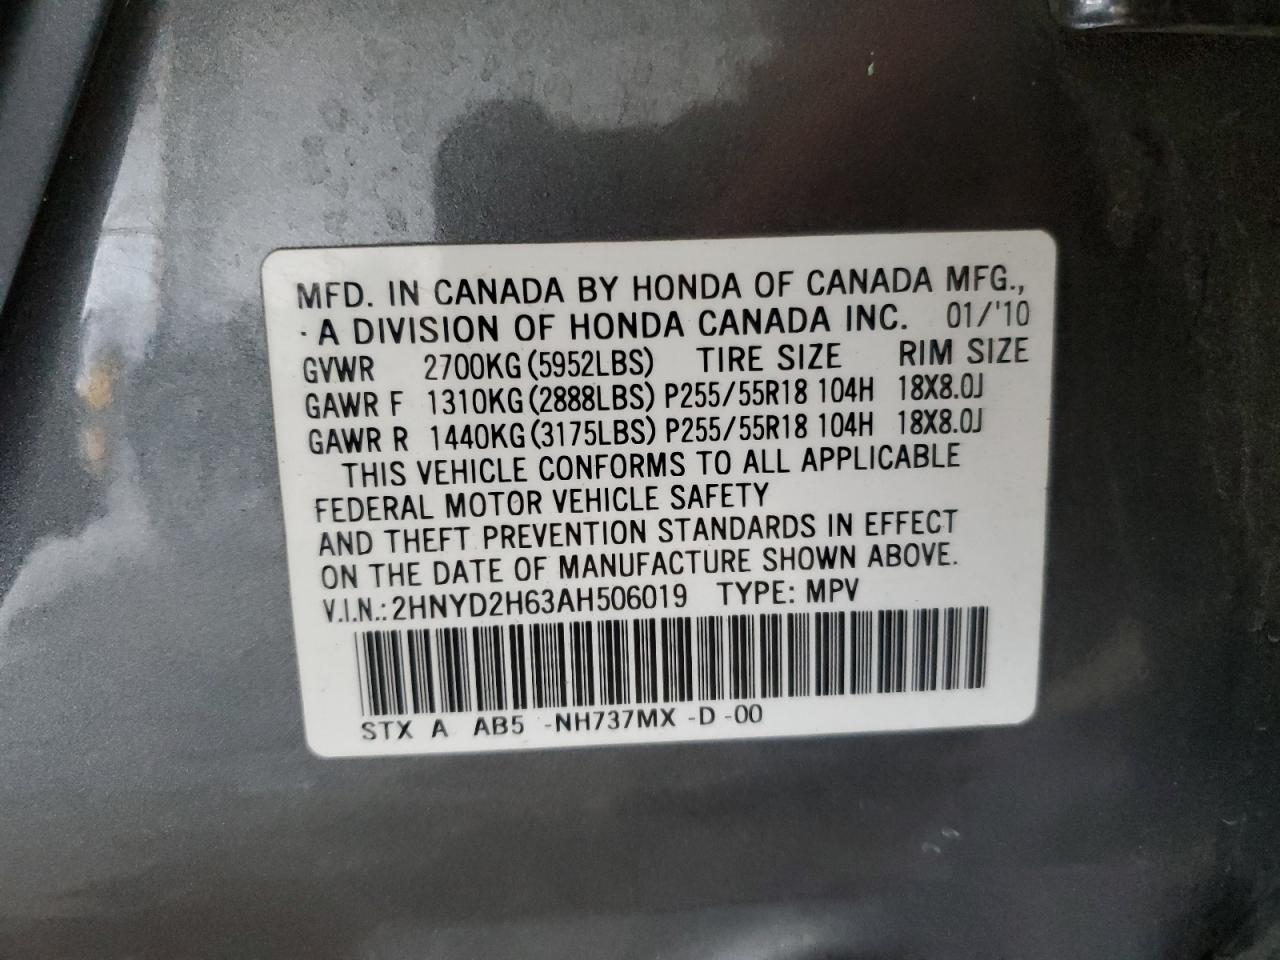 MFD. IN CANADA BY HONDA OF CANADA MFG.,
A DIVISION OF HONDA CANADA INC. 01/'10
GVWR 2700KG (5952LBS) TIRE SIZE RIM SIZE
GAWR F 1310KG (2888LBS) P255/55R18 104H 18X8.0J
GAWR R 1440KG (3175LBS) P255/55R18 104H 18X8.0J
THIS VEHICLE CONFORMS TO ALL APPLICABLE
FEDERAL MOTOR VEHICLE SAFETY
AND THEFT PREVENTION STANDARDS IN EFFECT
ON THE DATE OF MANUFACTURE SHOWN ABOVE.
V.I.N.: 2HNYD2H63AH506019 TYPE: MPV
STX A AB5 -NH737MX -D -00